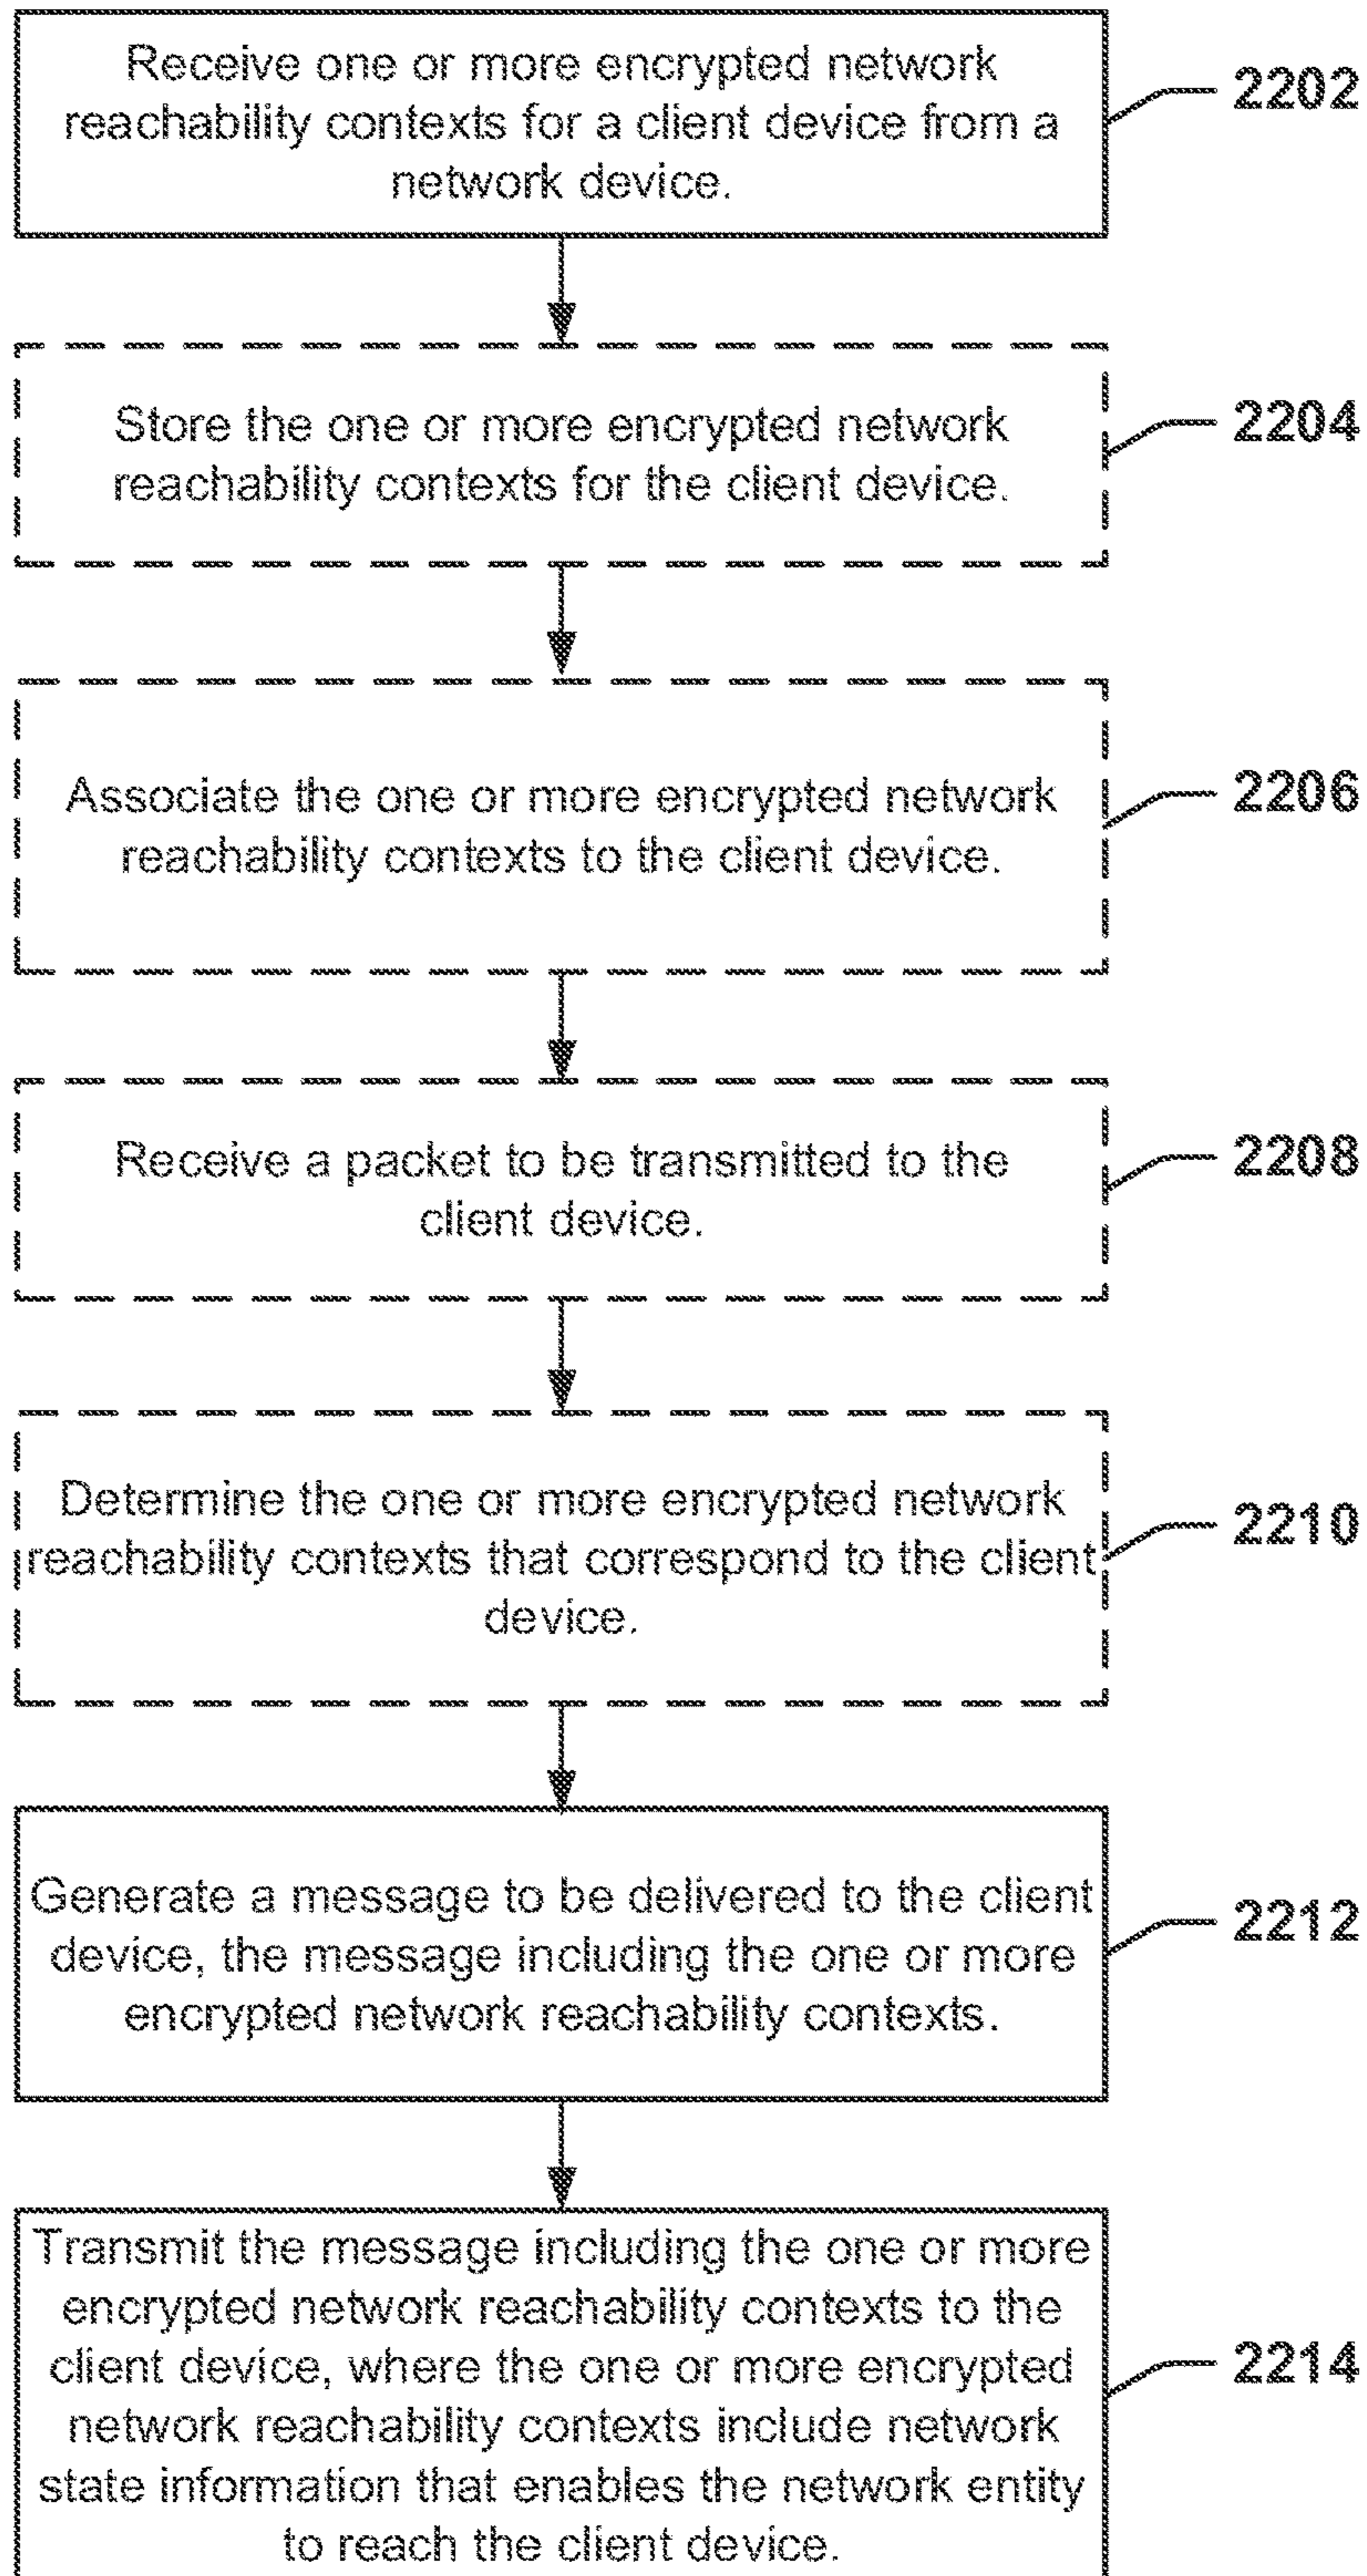 Receive one or more encrypted network
reachability contexts for a client device from a
network device.
2202
Store the one or more encrypted network
reachability contexts for the client device.
2204
Associate the one or more encrypted network
reachability contexts to the client device.
2206
Receive a packet to be transmitted to the
client device.
2208
Determine the one or more encrypted network
reachability contexts that correspond to the client
device.
2210
Generate a message to be delivered to the client
device, the message including the one or more
encrypted network reachability contexts.
2212
Transmit the message including the one or more
encrypted network reachability contexts to the
client device, where the one or more encrypted
network reachability contexts include network
state information that enables the network entity
to reach the client device.
2214